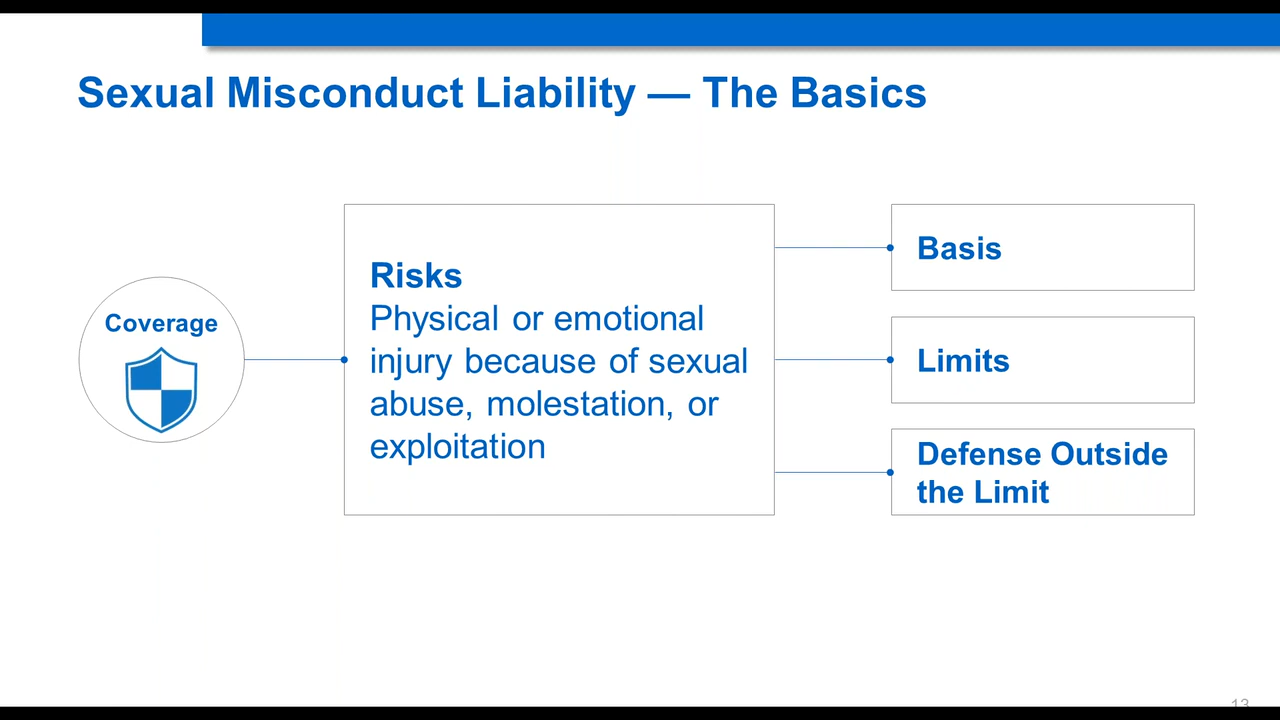 Sexual Misconduct Liability — The Basics
Coverage
Risks
Physical or emotional
injury because of sexual
abuse, molestation, or
exploitation
Basis
Limits
Defense Outside
the Limit
13